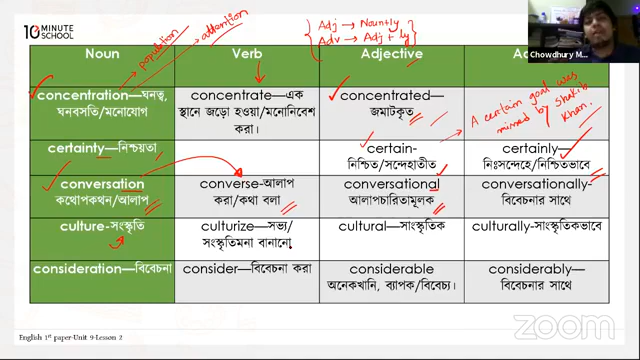 10 MINUTE
SCHOOL
population
attention
Adj → Noun+ly
Adv → Adj + ly
Chowdhury M...
Noun Verb Adjective Ad
A certain goal was
missed by Shakib
Khan.
concentration—ঘনত্ব,
ঘনবসতি/মনোযোগ
concentrate—এক
স্থানে জড়ো হওয়া/মনোনিবেশ
করা।
concentrated—
জমাটকৃত
certainty—নিশ্চয়তা
certain-
নিশ্চিত/সন্দেহাতীত
certainly—
নিঃসন্দেহে/নিশ্চিতভাবে
conversation—
কথোপকথন/আলাপ
converse-আলাপ
করা/কথা বলা
conversational
আলাপচারিতামূলক
conversationally-
বিবেচনার সাথে
culture-সংস্কৃতি
culturize—সভ্য/
সংস্কৃতিমনা বানানো
cultural—সাংস্কৃতিক
culturally-সাংস্কৃতিকভাবে
consideration—বিবেচনা
consider—বিবেচনা করা
considerable
অনেকখানি, ব্যাপক/বিবেচ্য।
considerably—
বিবেচনার সাথে
English 1st paper-Unit 9-Lesson 2
zoom